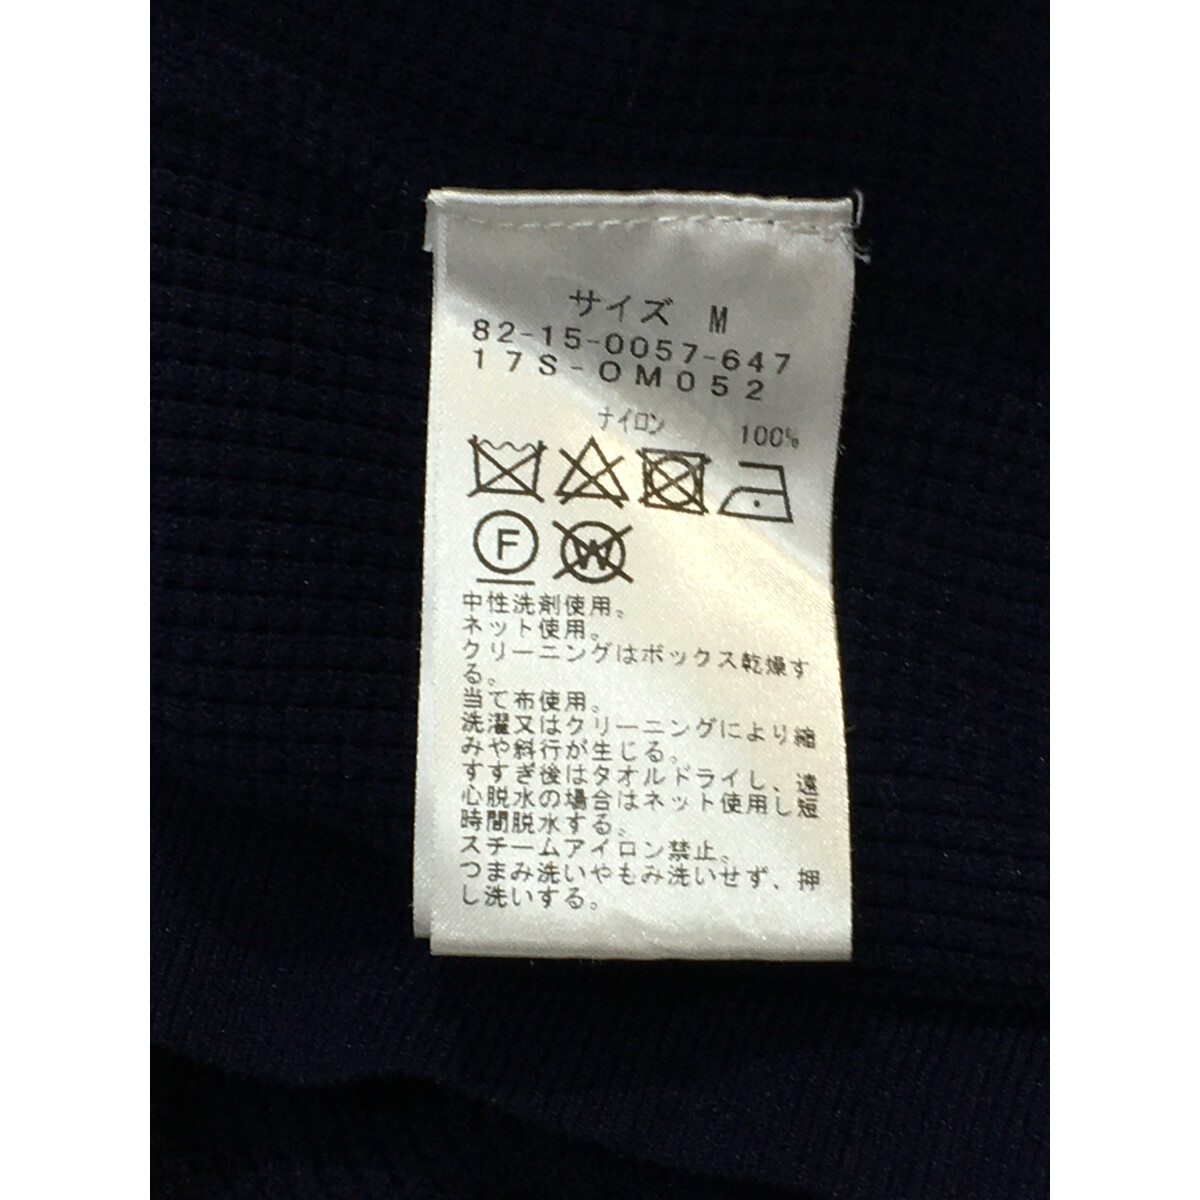 サイズ M
82-15-0057-647
17S-OM052
ナイロン 100%
F
W
中性洗剤使用。
ネット使用。
クリーニングはボックス乾燥す
る。
当て布使用。
洗濯又はクリーニングにより縮
みや斜行が生じる。
すすぎ後はタオルドライし、遠
心脱水の場合はネット使用し短
時間脱水する。
スチームアイロン禁止。
つまみ洗いやもみ洗いせず、押
し洗いする。